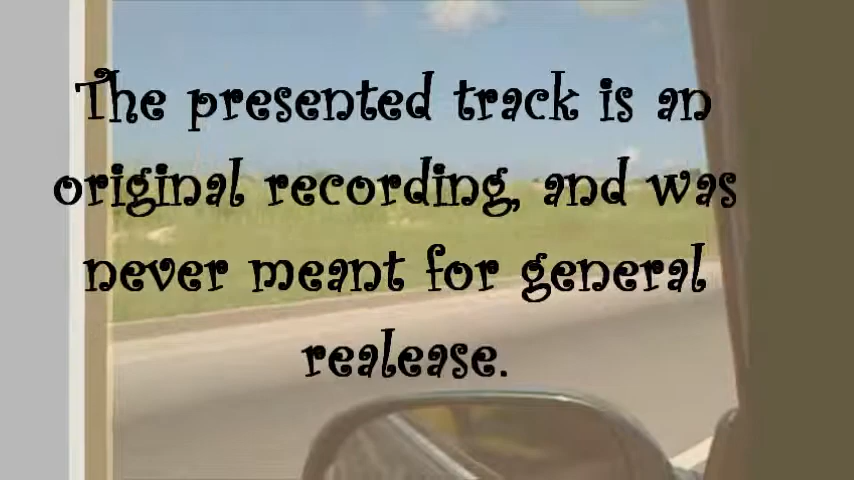 The presented track is an
original recording, and was
never meant for general
realease.